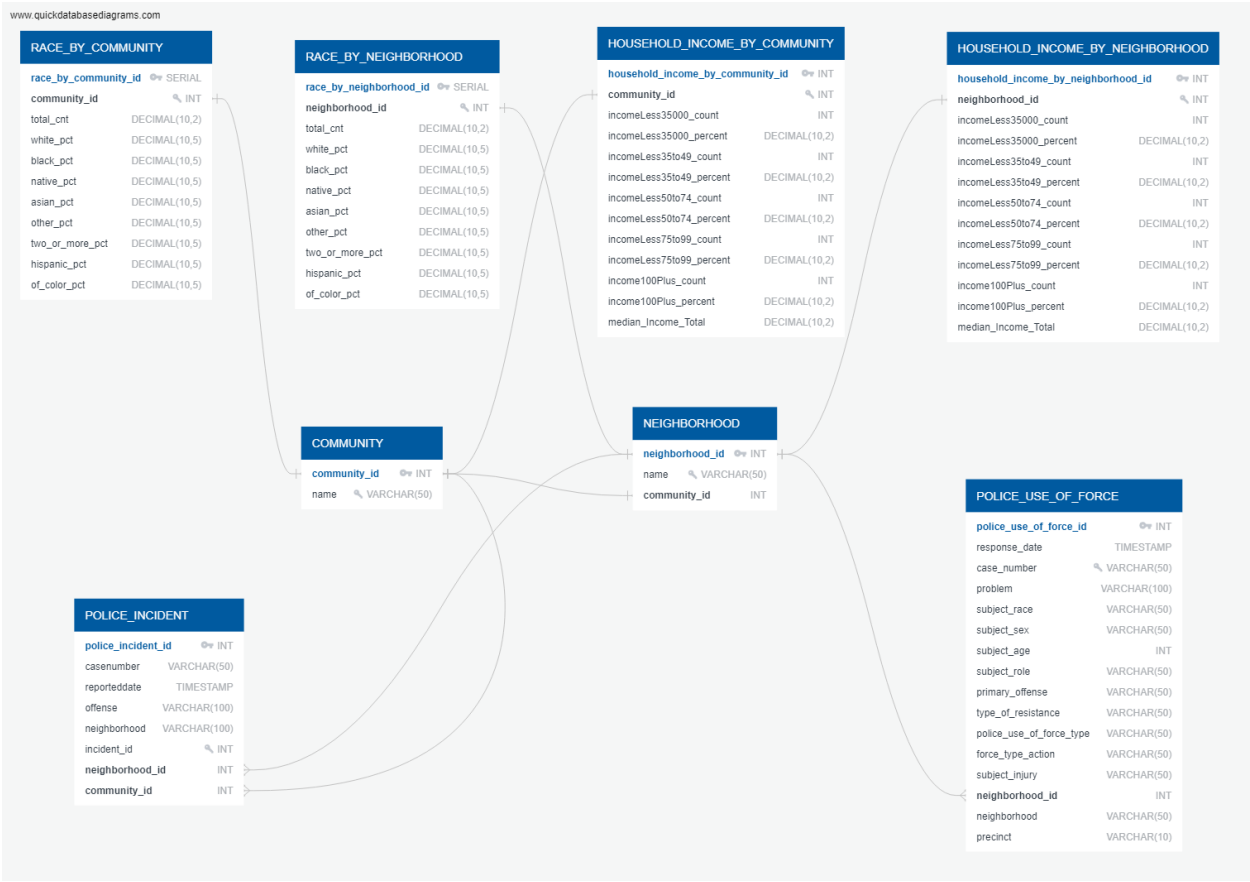 www.quickdatabasediagrams.com
RACE_BY_COMMUNITY
race_by_community_id SERIAL
community_id INT
total_cnt DECIMAL(10,2)
white_pct DECIMAL(10,5)
black_pct DECIMAL(10,5)
native_pct DECIMAL(10,5)
asian_pct DECIMAL(10,5)
other_pct DECIMAL(10,5)
two_or_more_pct DECIMAL(10,5)
hispanic_pct DECIMAL(10,5)
of_color_pct DECIMAL(10,5)
RACE_BY_NEIGHBORHOOD
race_by_neighborhood_id SERIAL
neighborhood_id INT
total_cnt DECIMAL(10,2)
white_pct DECIMAL(10,5)
black_pct DECIMAL(10,5)
native_pct DECIMAL(10,5)
asian_pct DECIMAL(10,5)
other_pct DECIMAL(10,5)
two_or_more_pct DECIMAL(10,5)
hispanic_pct DECIMAL(10,5)
of_color_pct DECIMAL(10,5)
HOUSEHOLD_INCOME_BY_COMMUNITY
household_income_by_community_id INT
community_id INT
incomeLess35000_count INT
incomeLess35000_percent DECIMAL(10,2)
incomeLess35to49_count INT
incomeLess35to49_percent DECIMAL(10,2)
incomeLess50to74_count INT
incomeLess50to74_percent DECIMAL(10,2)
incomeLess75to99_count INT
incomeLess75to99_percent DECIMAL(10,2)
income100Plus_count INT
income100Plus_percent DECIMAL(10,2)
median_Income_Total DECIMAL(10,2)
HOUSEHOLD_INCOME_BY_NEIGHBORHOOD
household_income_by_neighborhood_id INT
neighborhood_id INT
incomeLess35000_count INT
incomeLess35000_percent DECIMAL(10,2)
incomeLess35to49_count INT
incomeLess35to49_percent DECIMAL(10,2)
incomeLess50to74_count INT
incomeLess50to74_percent DECIMAL(10,2)
incomeLess75to99_count INT
incomeLess75to99_percent DECIMAL(10,2)
income100Plus_count INT
income100Plus_percent DECIMAL(10,2)
median_Income_Total DECIMAL(10,2)
COMMUNITY
community_id INT
name VARCHAR(50)
NEIGHBORHOOD
neighborhood_id INT
name VARCHAR(50)
community_id INT
POLICE_INCIDENT
police_incident_id INT
casenumber VARCHAR(50)
reporteddate TIMESTAMP
offense VARCHAR(100)
neighborhood VARCHAR(100)
incident_id INT
neighborhood_id INT
community_id INT
POLICE_USE_OF_FORCE
police_use_of_force_id INT
response_date TIMESTAMP
case_number VARCHAR(50)
problem VARCHAR(100)
subject_race VARCHAR(50)
subject_sex VARCHAR(50)
subject_age INT
subject_role VARCHAR(50)
primary_offense VARCHAR(50)
type_of_resistance VARCHAR(50)
police_use_of_force_type VARCHAR(50)
force_type_action VARCHAR(50)
subject_injury VARCHAR(50)
neighborhood_id INT
neighborhood VARCHAR(50)
precinct VARCHAR(10)